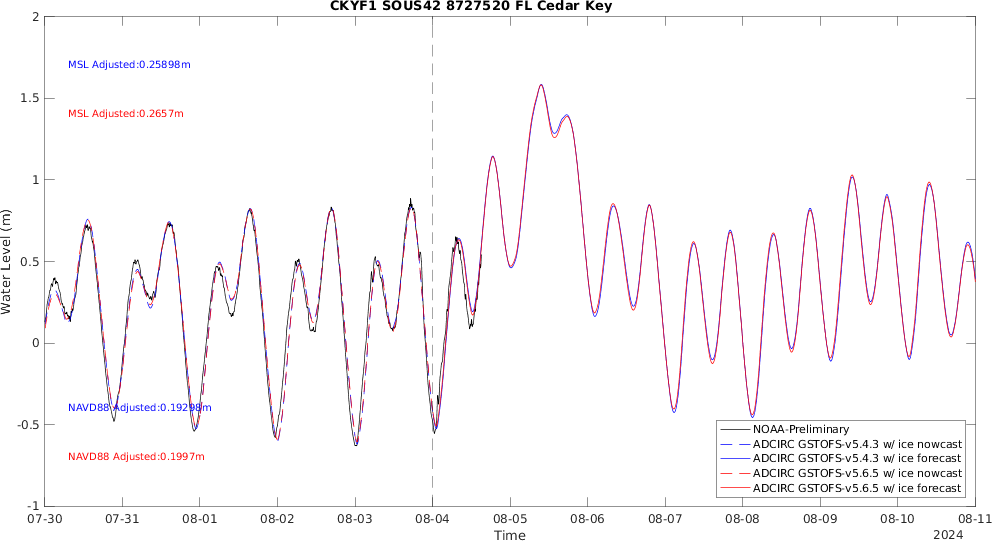 CKYF1 SOUS42 8727520 FL Cedar Key
2
1.5
1
0.5
0
-0.5
-1
Water Level (m)
MSL Adjusted:0.25898m
MSL Adjusted:0.2657m
NAVD88 Adjusted:0.19298m
NAVD88 Adjusted:0.1997m
NOAA-Preliminary
ADCIRC GSTOFS-v5.4.3 w/ ice nowcast
ADCIRC GSTOFS-v5.4.3 w/ ice forecast
ADCIRC GSTOFS-v5.6.5 w/ ice nowcast
ADCIRC GSTOFS-v5.6.5 w/ ice forecast
07-30 07-31 08-01 08-02 08-03 08-04 08-05 08-06 08-07 08-08 08-09 08-10 08-11
Time
2024